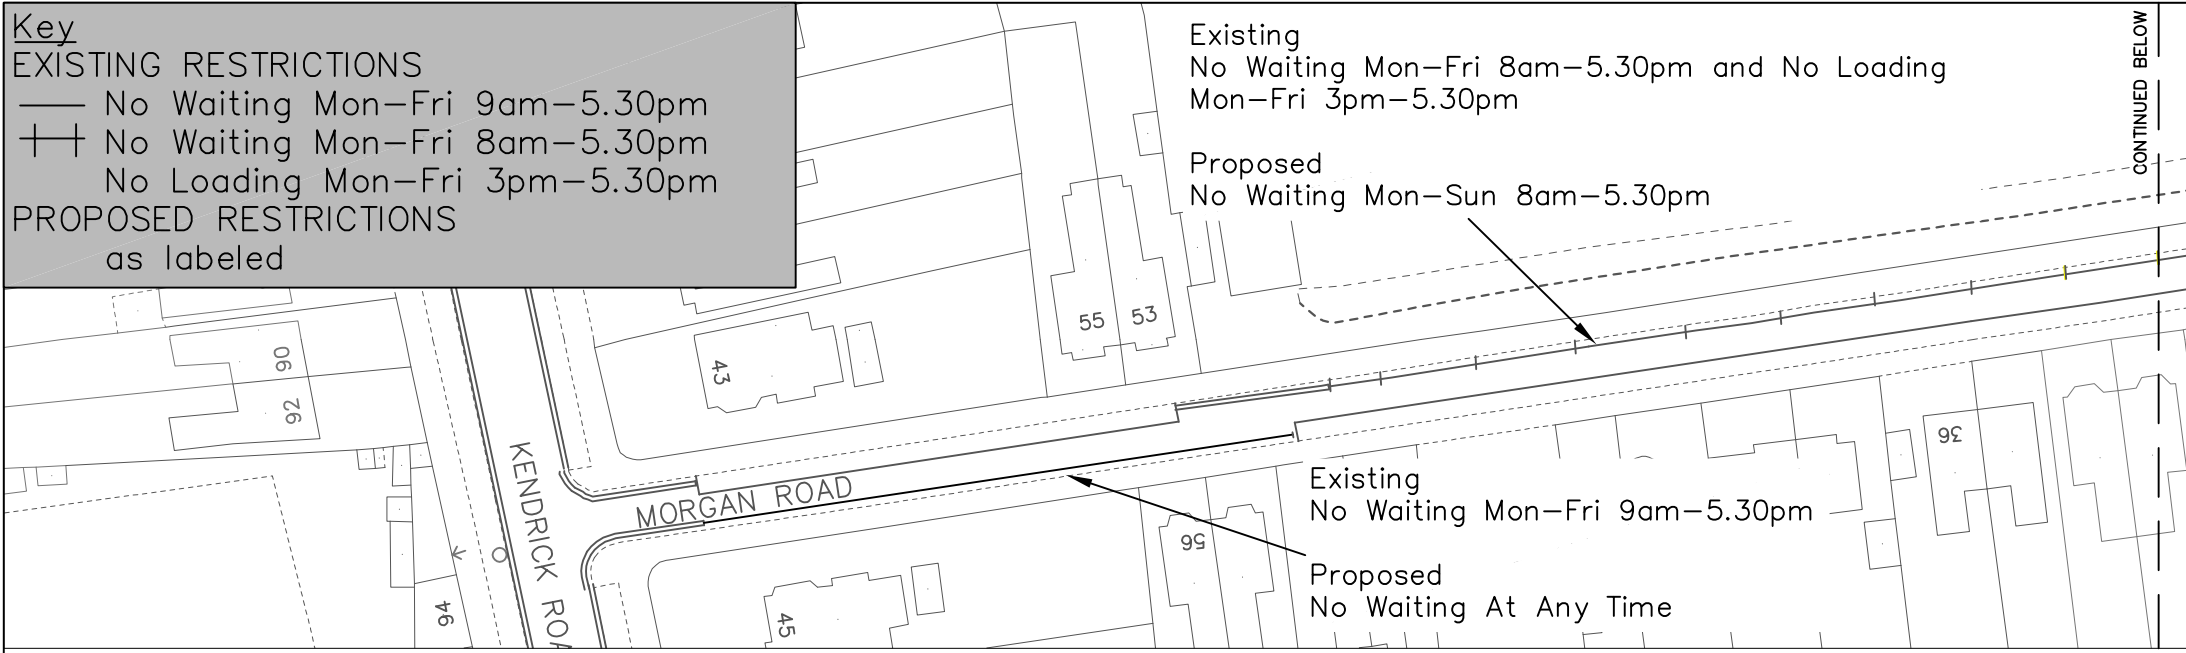 Key
EXISTING RESTRICTIONS
No Waiting Mon-Fri 9am-5.30pm
No Waiting Mon-Fri 8am-5.30pm
No Loading Mon-Fri 3pm-5.30pm
PROPOSED RESTRICTIONS
as labeled
Existing
No Waiting Mon-Fri 8am-5.30pm and No Loading
Mon-Fri 3pm-5.30pm
Proposed
No Waiting Mon-Sun 8am-5.30pm
CONTINUED BELOW
55
53
43
90
92
36
KENDRICK ROA
MORGAN ROAD
Existing
No Waiting Mon-Fri 9am-5.30pm
Proposed
No Waiting At Any Time
56
94
45